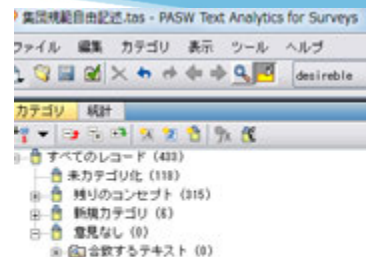 集団規範自由記述.tas - PASW Text Analytics for Surveys
ファイル 編集 カテゴリ 表示 ツール ヘルプ
desireble
カテゴリ 統計
すべてのレコード (433)
未カテゴリ化 (118)
残りのコンセプト (315)
新規カテゴリ (6)
意見なし (0)
合致するテキスト (0)